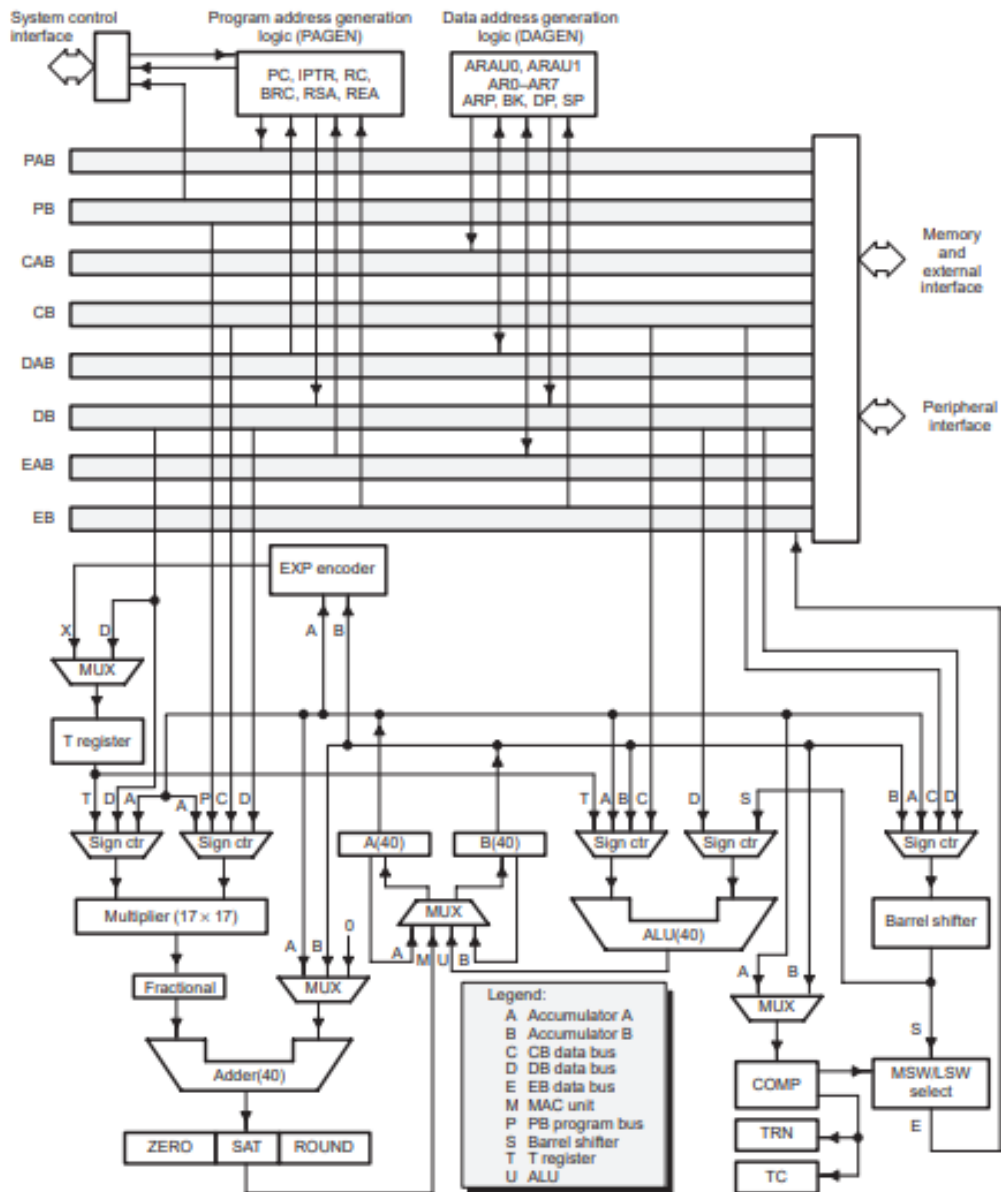 System control
interface
Program address generation
logic (PAGEN)
Data address generation
logic (DAGEN)
PC, IPTR, RC,
BRC, RSA, REA
ARAU0, ARAU1
AR0–AR7
ARP, BK, DP, SP
PAB
PB
CAB
CB
DAB
DB
EAB
EB
Memory
and
external
interface
Peripheral
interface
EXP encoder
X
D
A
B
MUX
T register
T
D
A
A
P
C
D
T
A
B
C
D
S
B
A
C
D
Sign ctr
Sign ctr
A(40)
B(40)
Sign ctr
Sign ctr
Sign ctr
Multiplier (17 × 17)
A
B
0
MUX
A
M
U
B
ALU(40)
Barrel shifter
Fractional
MUX
A
B
MUX
S
Adder(40)
COMP
MSW/LSW
select
E
ZERO
SAT
ROUND
TRN
TC
Legend:
A Accumulator A
B Accumulator B
C CB data bus
D DB data bus
E EB data bus
M MAC unit
P PB program bus
S Barrel shifter
T T register
U ALU